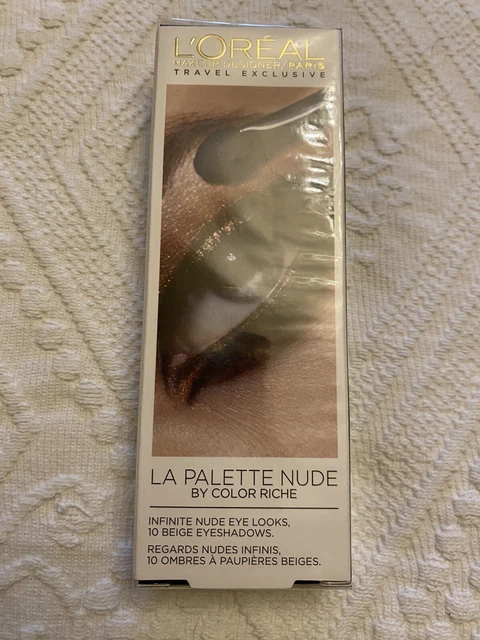 L'ORÉAL
MAKEUP DESIGNER/PARIS
TRAVEL EXCLUSIVE
LA PALETTE NUDE
BY COLOR RICHE
INFINITE NUDE EYE LOOKS,
10 BEIGE EYESHADOWS.
REGARDS NUDES INFINIS,
10 OMBRES À PAUPIÈRES BEIGES.